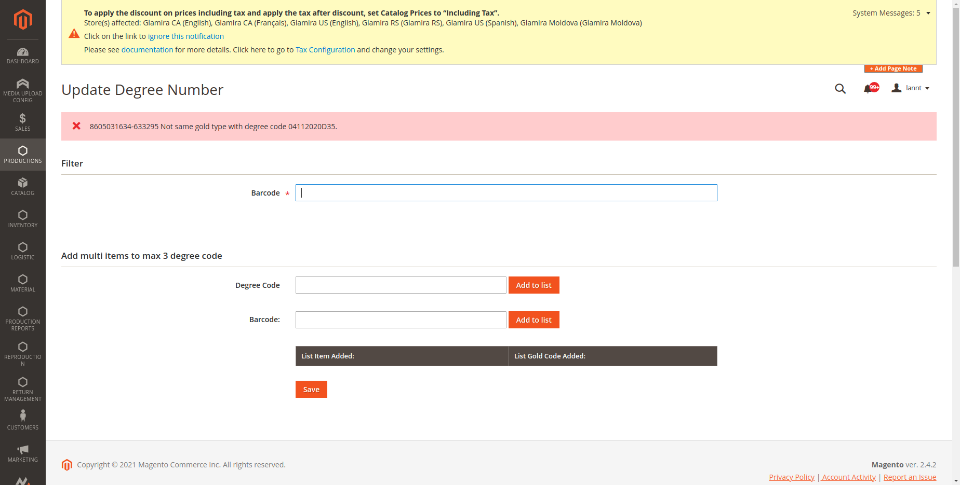 To apply the discount on prices including tax and apply the tax after discount, set Catalog Prices to "Including Tax".
Store(s) affected: Glamira CA (English), Glamira CA (Français), Glamira US (English), Glamira RS (Glamira RS), Glamira US (Spanish), Glamira Moldova (Glamira Moldova)
Click on the link to ignore this notification
Please see documentation for more details. Click here to go to Tax Configuration and change your settings.
System Messages: 5
+ Add Page Note
Update Degree Number
99+
lannt
8605031634-633295 Not same gold type with degree code 04112020D35.
Filter
Barcode *
Add multi items to max 3 degree code
Degree Code
Add to list
Barcode:
Add to list
List Item Added:
List Gold Code Added:
Save
DASHBOARD
MEDIA UPLOAD
CONFIG
$
SALES
PRODUCTIONS
CATALOG
INVENTORY
LOGISTIC
MATERIAL
PRODUCTION
REPORTS
REPRODUCTIO
N
RETURN
MANAGEMENT
CUSTOMERS
MARKETING
Copyright © 2021 Magento Commerce Inc. All rights reserved.
Magento ver. 2.4.2
Privacy Policy | Account Activity | Report an Issue